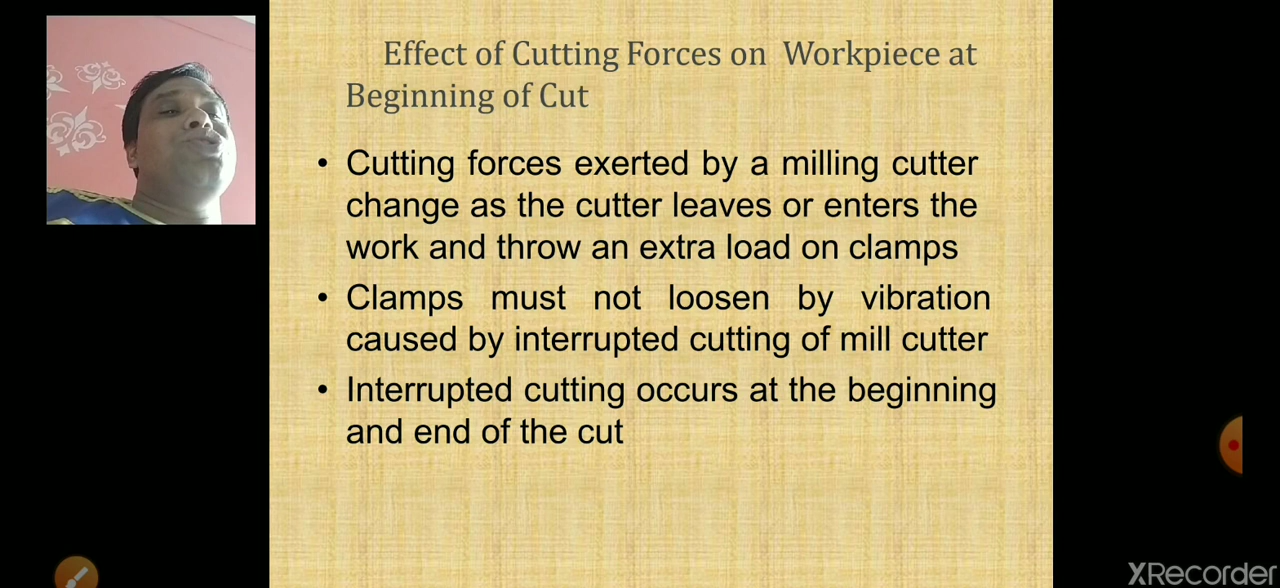 Effect of Cutting Forces on Workpiece at
Beginning of Cut
• Cutting forces exerted by a milling cutter
change as the cutter leaves or enters the
work and throw an extra load on clamps
• Clamps must not loosen by vibration
caused by interrupted cutting of mill cutter
• Interrupted cutting occurs at the beginning
and end of the cut
XRecorder